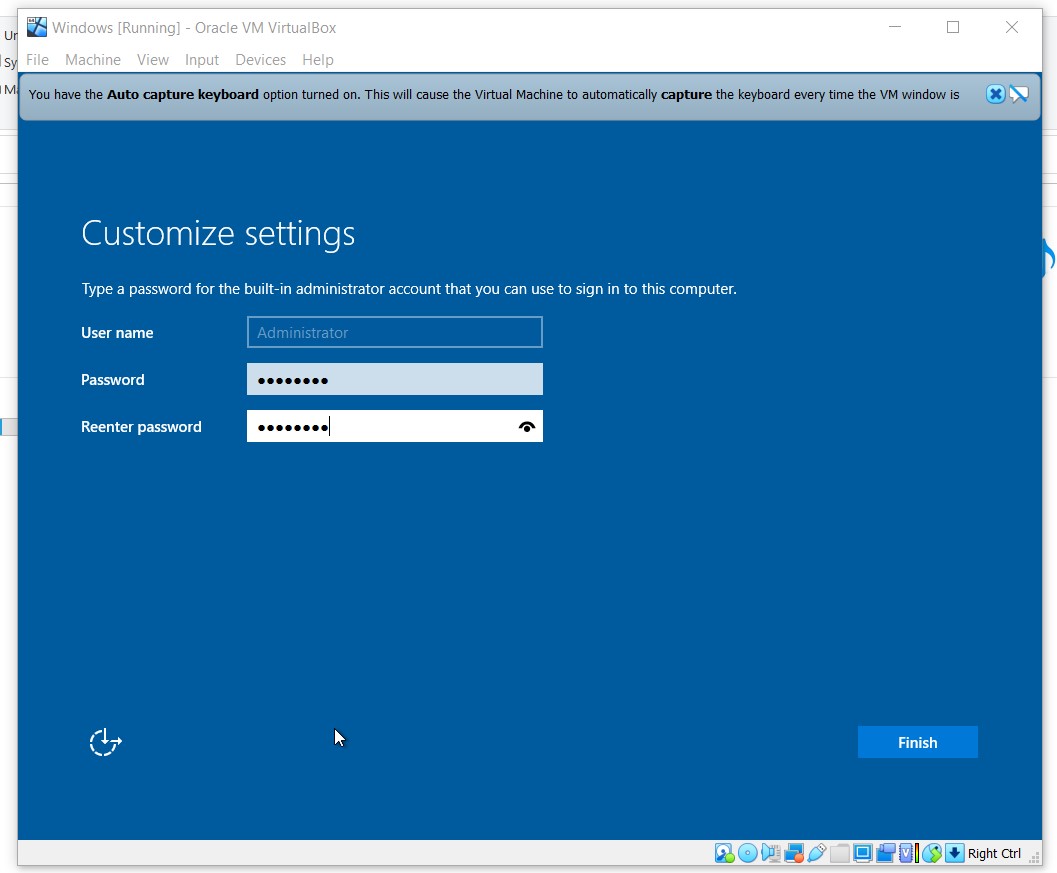 Windows [Running] - Oracle VM VirtualBox
File Machine View Input Devices Help
You have the Auto capture keyboard option turned on. This will cause the Virtual Machine to automatically capture the keyboard every time the VM window is
Customize settings
Type a password for the built-in administrator account that you can use to sign in to this computer.
User name
Administrator
Password
••••••••
Reenter password
••••••••
Finish
Right Ctrl